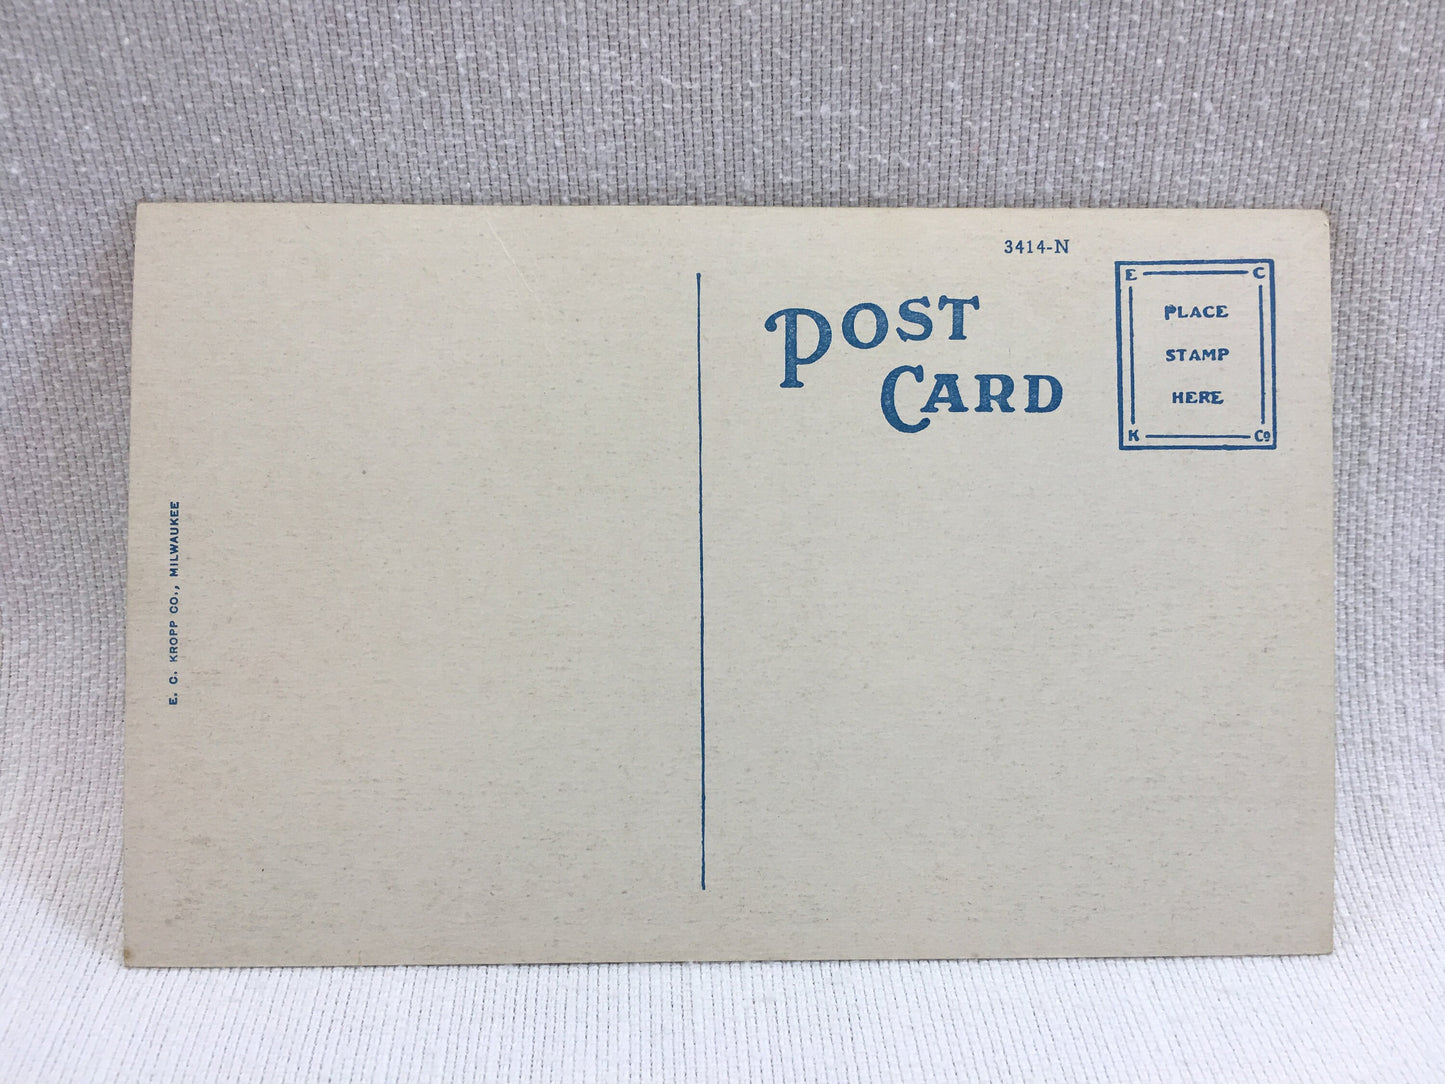 3414-N
POST
CARD
E C
PLACE
STAMP
HERE
K Co
E. C. KROPP CO., MILWAUKEE